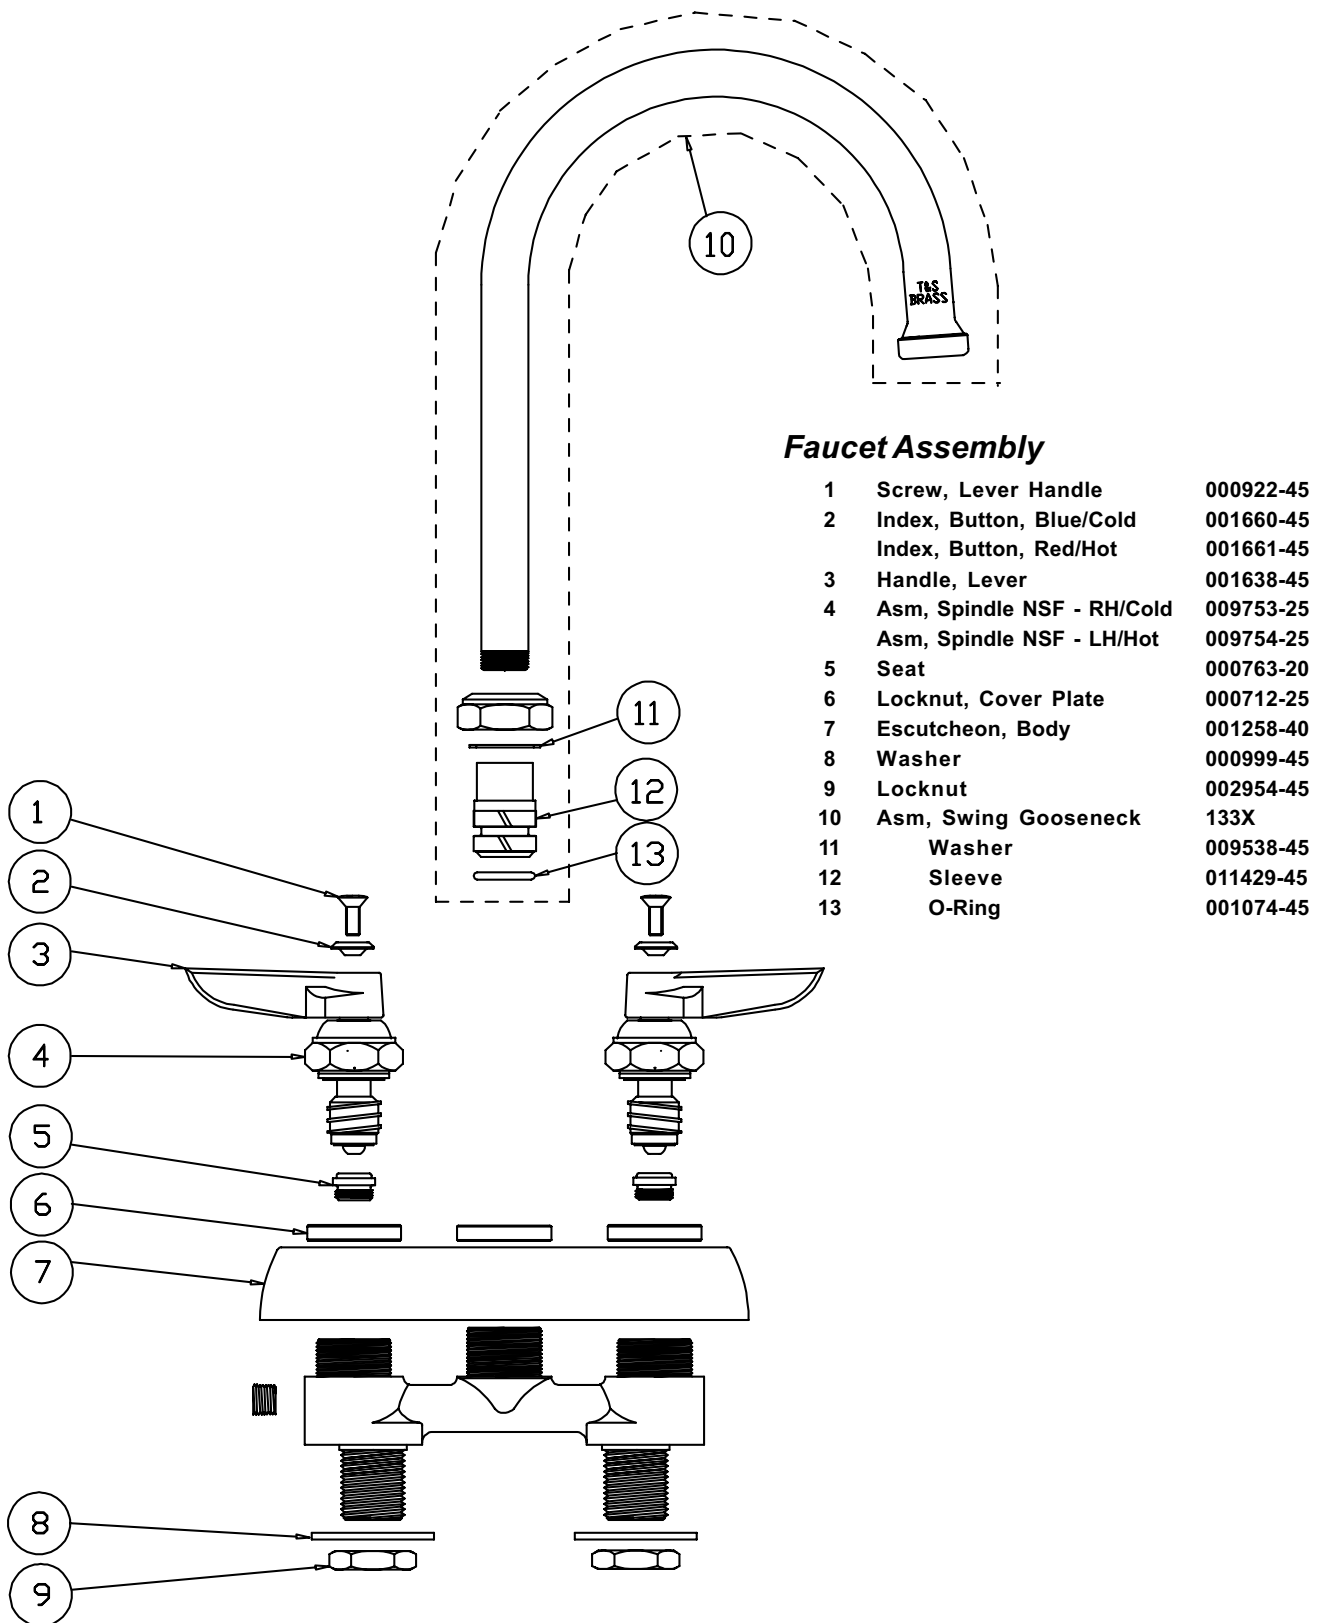 10
T&S
BRASS
Faucet Assembly
1 Screw, Lever Handle 000922-45
2 Index, Button, Blue/Cold 001660-45
Index, Button, Red/Hot 001661-45
3 Handle, Lever 001638-45
4 Asm, Spindle NSF - RH/Cold 009753-25
Asm, Spindle NSF - LH/Hot 009754-25
5 Seat 000763-20
6 Locknut, Cover Plate 000712-25
7 Escutcheon, Body 001258-40
8 Washer 000999-45
9 Locknut 002954-45
10 Asm, Swing Gooseneck 133X
11 Washer 009538-45
12 Sleeve 011429-45
13 O-Ring 001074-45
11
12
13
1
2
3
4
5
6
7
8
9